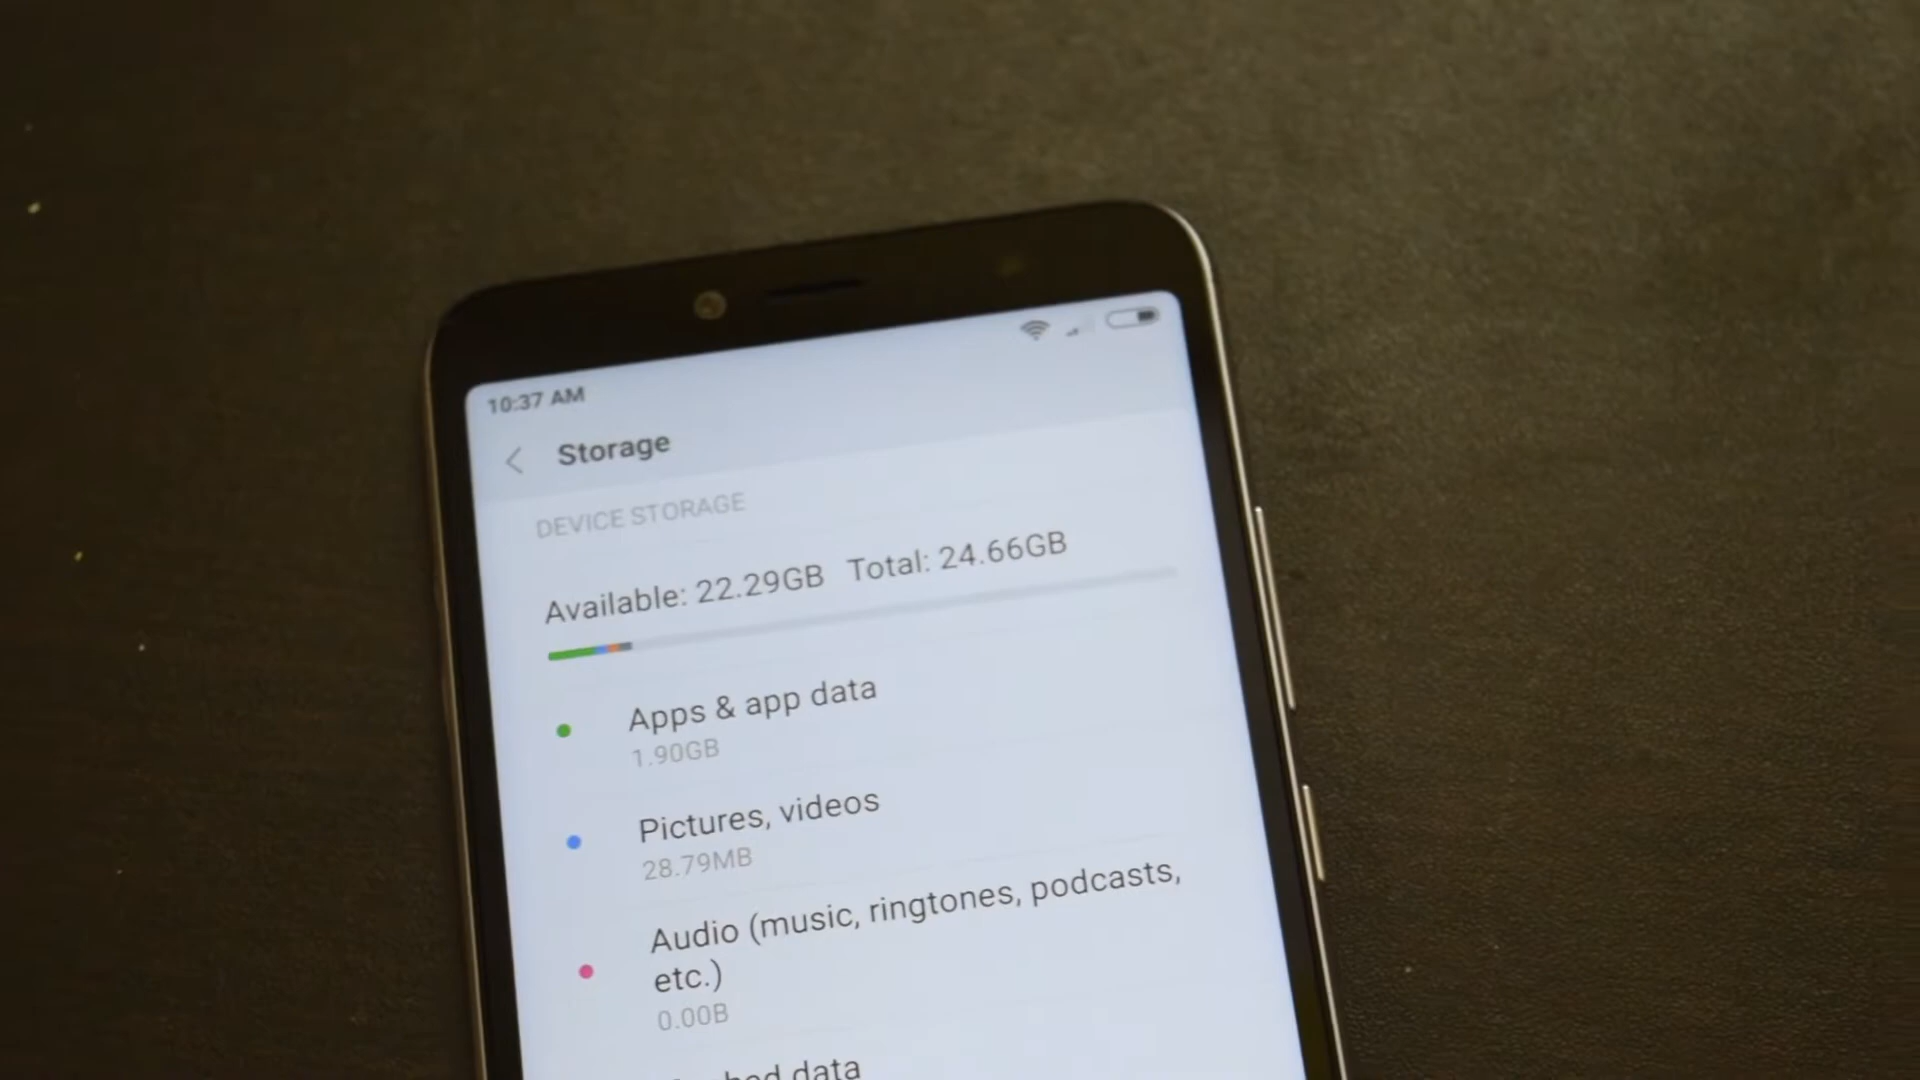 10:37 AM
Storage
DEVICE STORAGE
Available: 22.29GB Total: 24.66GB
Apps & app data
1.90GB
Pictures, videos
28.79MB
Audio (music, ringtones, podcasts,
etc.)
0.00B
data